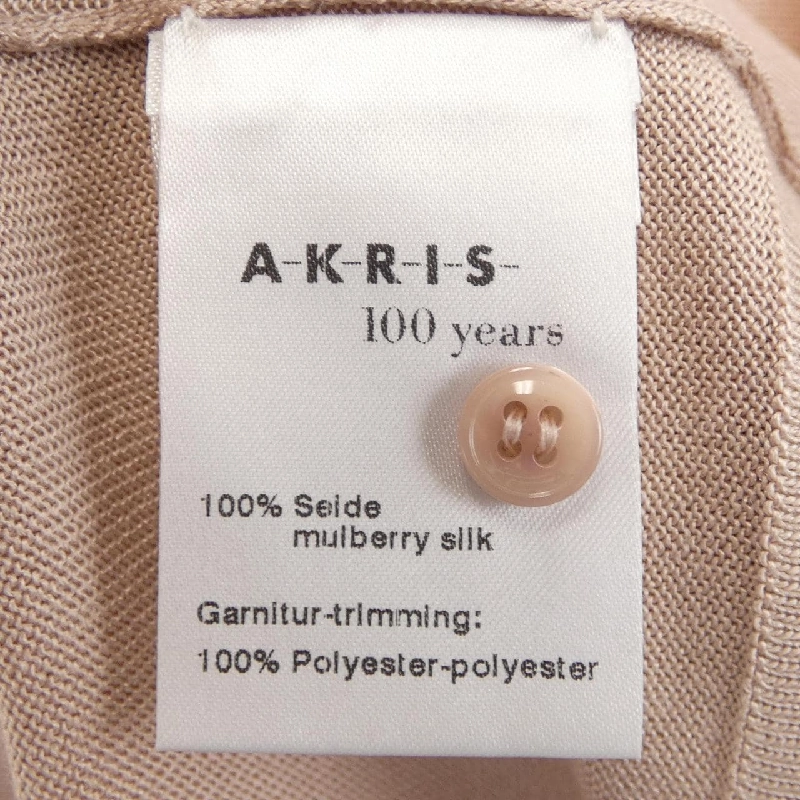 A-K-R-I-S-
100 years
100% Seide
mulberry silk
Garnitur-trimming:
100% Polyester-polyester